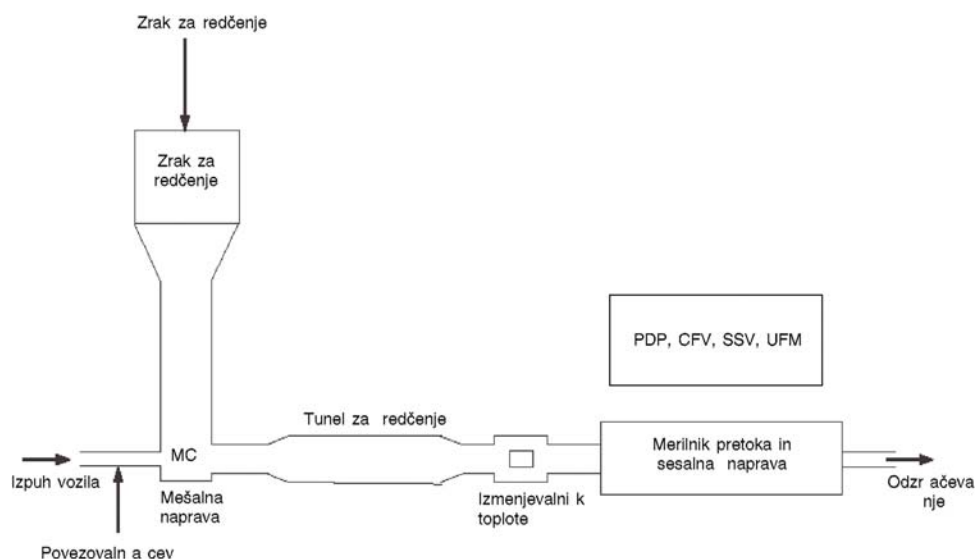 Zrak za redčenje
Zrak za
redčenje
PDP, CFV, SSV, UFM
Tunel za redčenje
MC
Merilnik pretoka in
sesalna naprava
Izpuh vozila
Mešalna
naprava
Izmenjevalni k
toplote
Odzr ačeva
nje
Povezovaln a cev